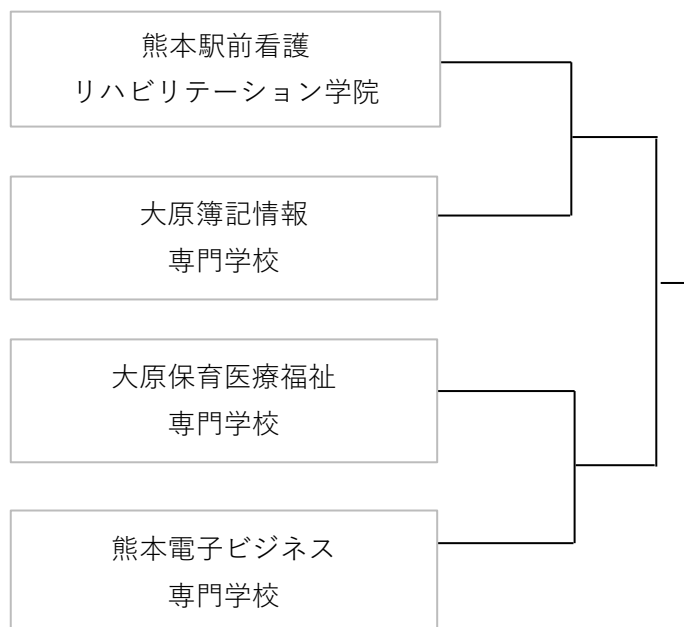 熊本駅前看護
リハビリテーション学院
大原簿記情報
専門学校
大原保育医療福祉
専門学校
熊本電子ビジネス
専門学校